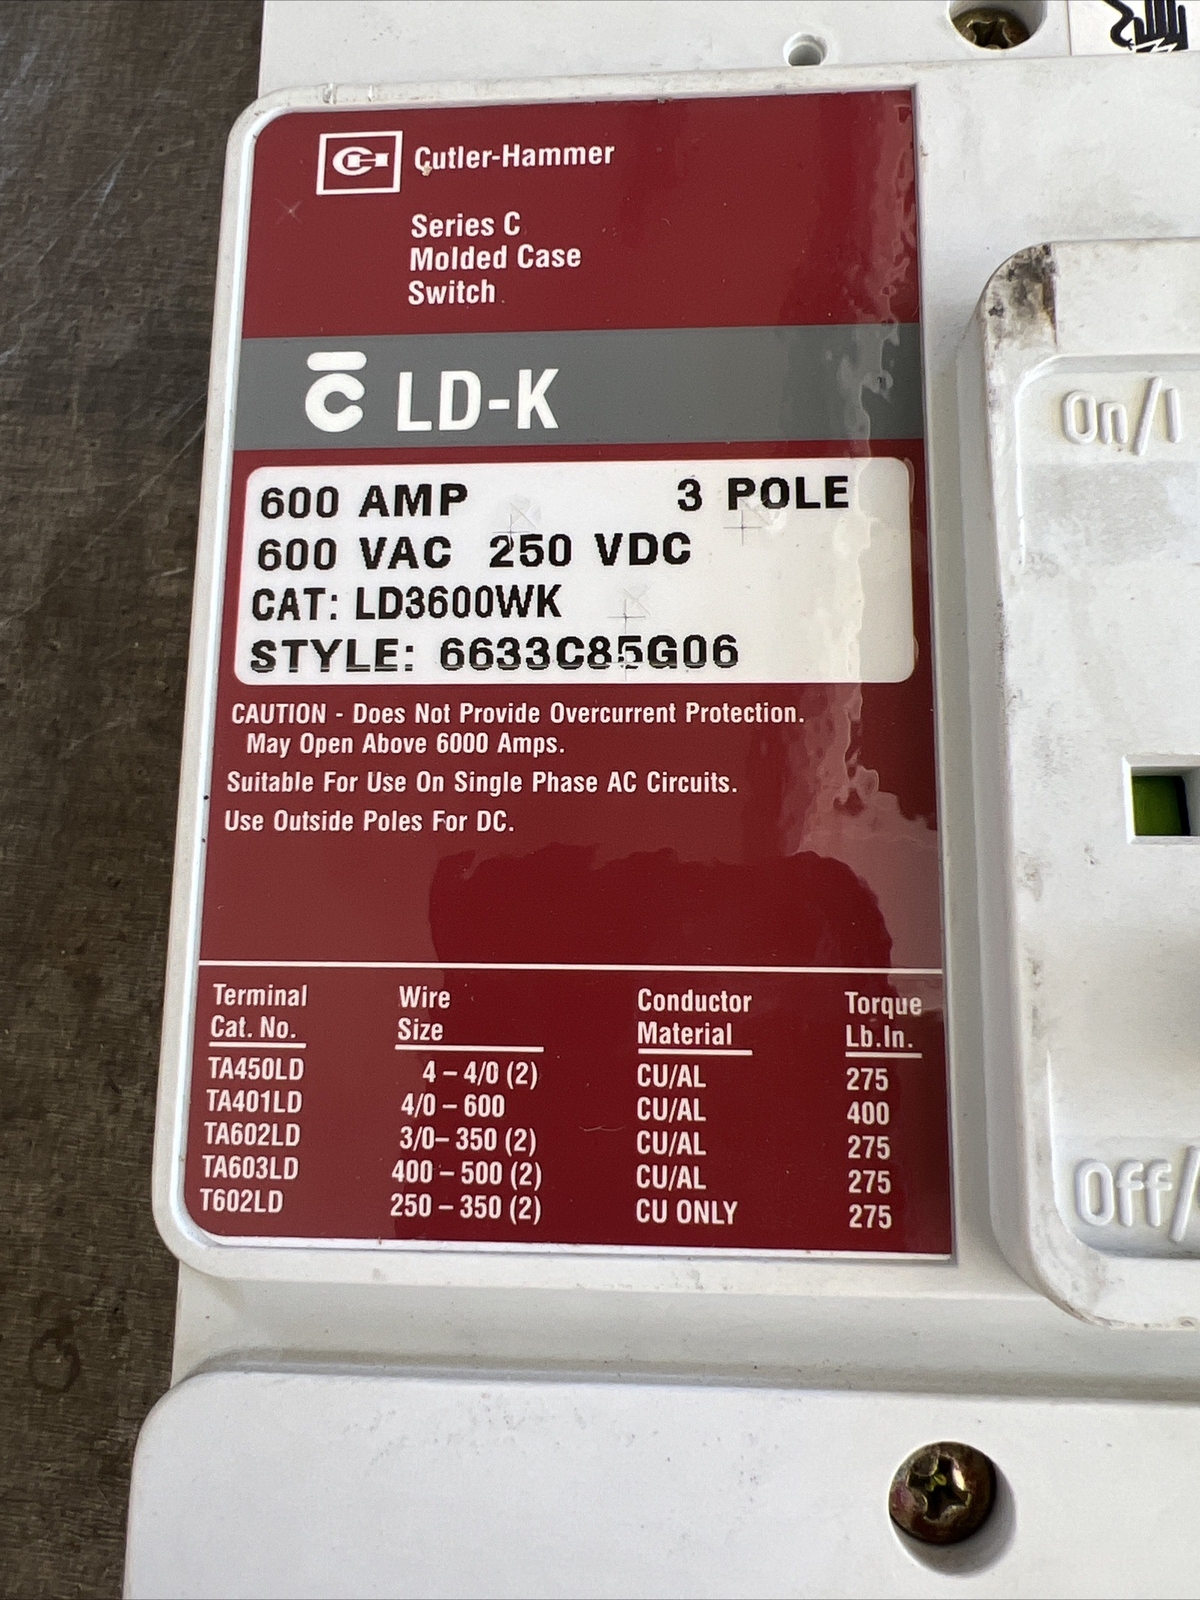 Cutler-Hammer
Series C
Molded Case
Switch
C LD-K
600 AMP 3 POLE
600 VAC 250 VDC
CAT: LD3600WK
STYLE: 6633C85G06
CAUTION - Does Not Provide Overcurrent Protection.
May Open Above 6000 Amps.
Suitable For Use On Single Phase AC Circuits.
Use Outside Poles For DC.
Terminal Wire Conductor Torque
Cat. No. Size Material Lb.In.
TA450LD 4 – 4/0 (2) CU/AL 275
TA401LD 4/0 – 600 CU/AL 400
TA602LD 3/0– 350 (2) CU/AL 275
TA603LD 400 – 500 (2) CU/AL 275
T602LD 250 – 350 (2) CU ONLY 275
On/I
Off/